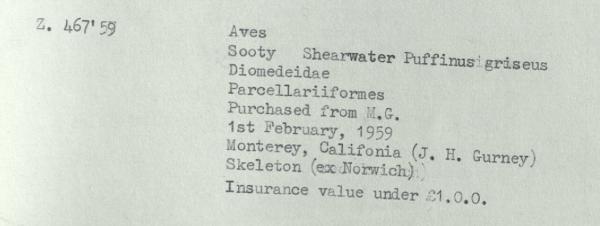 Z. 467'59
Aves
Sooty Shearwater Puffinus griseus
Diomedeidae
Parcellariiformes
Purchased from M.G.
1st February, 1959
Monterey, Califonia (J. H. Gurney)
Skeleton (ex Norwich)
Insurance value under £1.0.0.